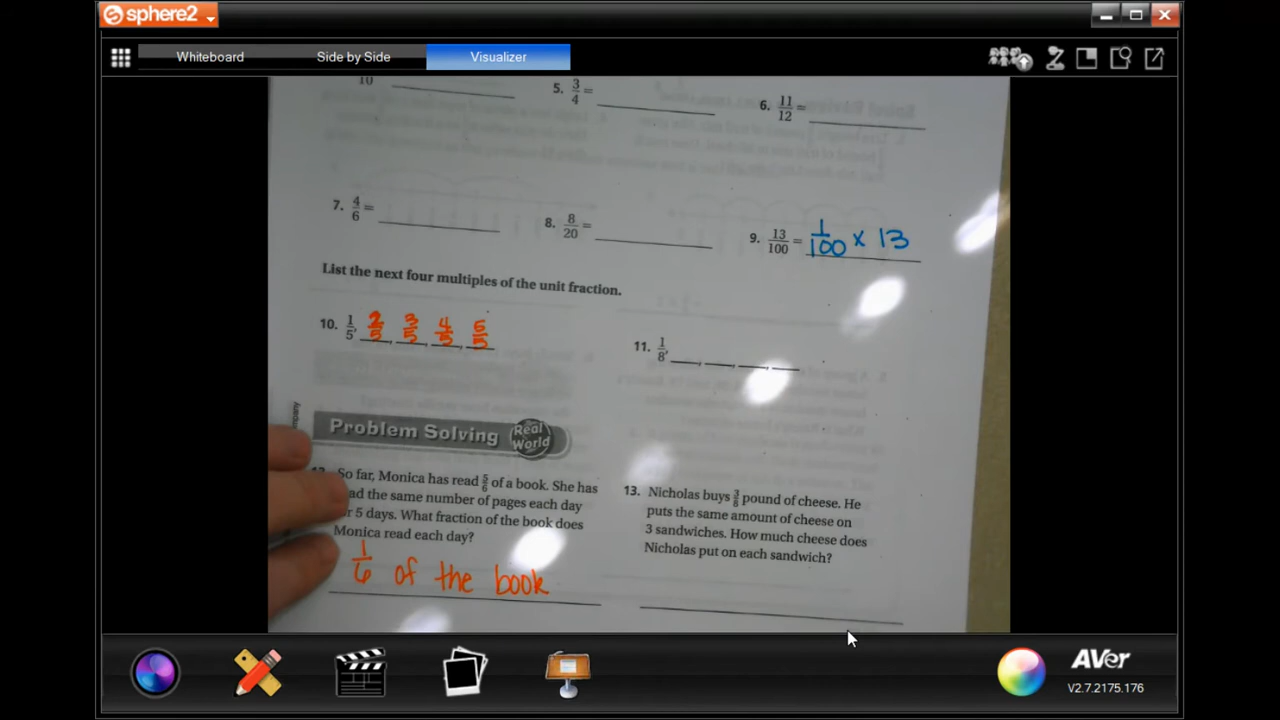 sphere2
Whiteboard Side by Side Visualizer
10
5. 3/4 =
6. 11/12 =
7. 4/6 =
8. 8/20 =
9. 13/100 = 1/100 x 13
List the next four multiples of the unit fraction.
10. 1/5, 2/5, 3/5, 4/5, 5/5
11. 1/8,
Problem Solving Real World
So far, Monica has read 5/6 of a book. She has
the same number of pages each day
5 days. What fraction of the book does
Monica read each day?
1/6 of the book
13. Nicholas buys 3/8 pound of cheese. He
puts the same amount of cheese on
3 sandwiches. How much cheese does
Nicholas put on each sandwich?
AVer
V2.7.2175.176